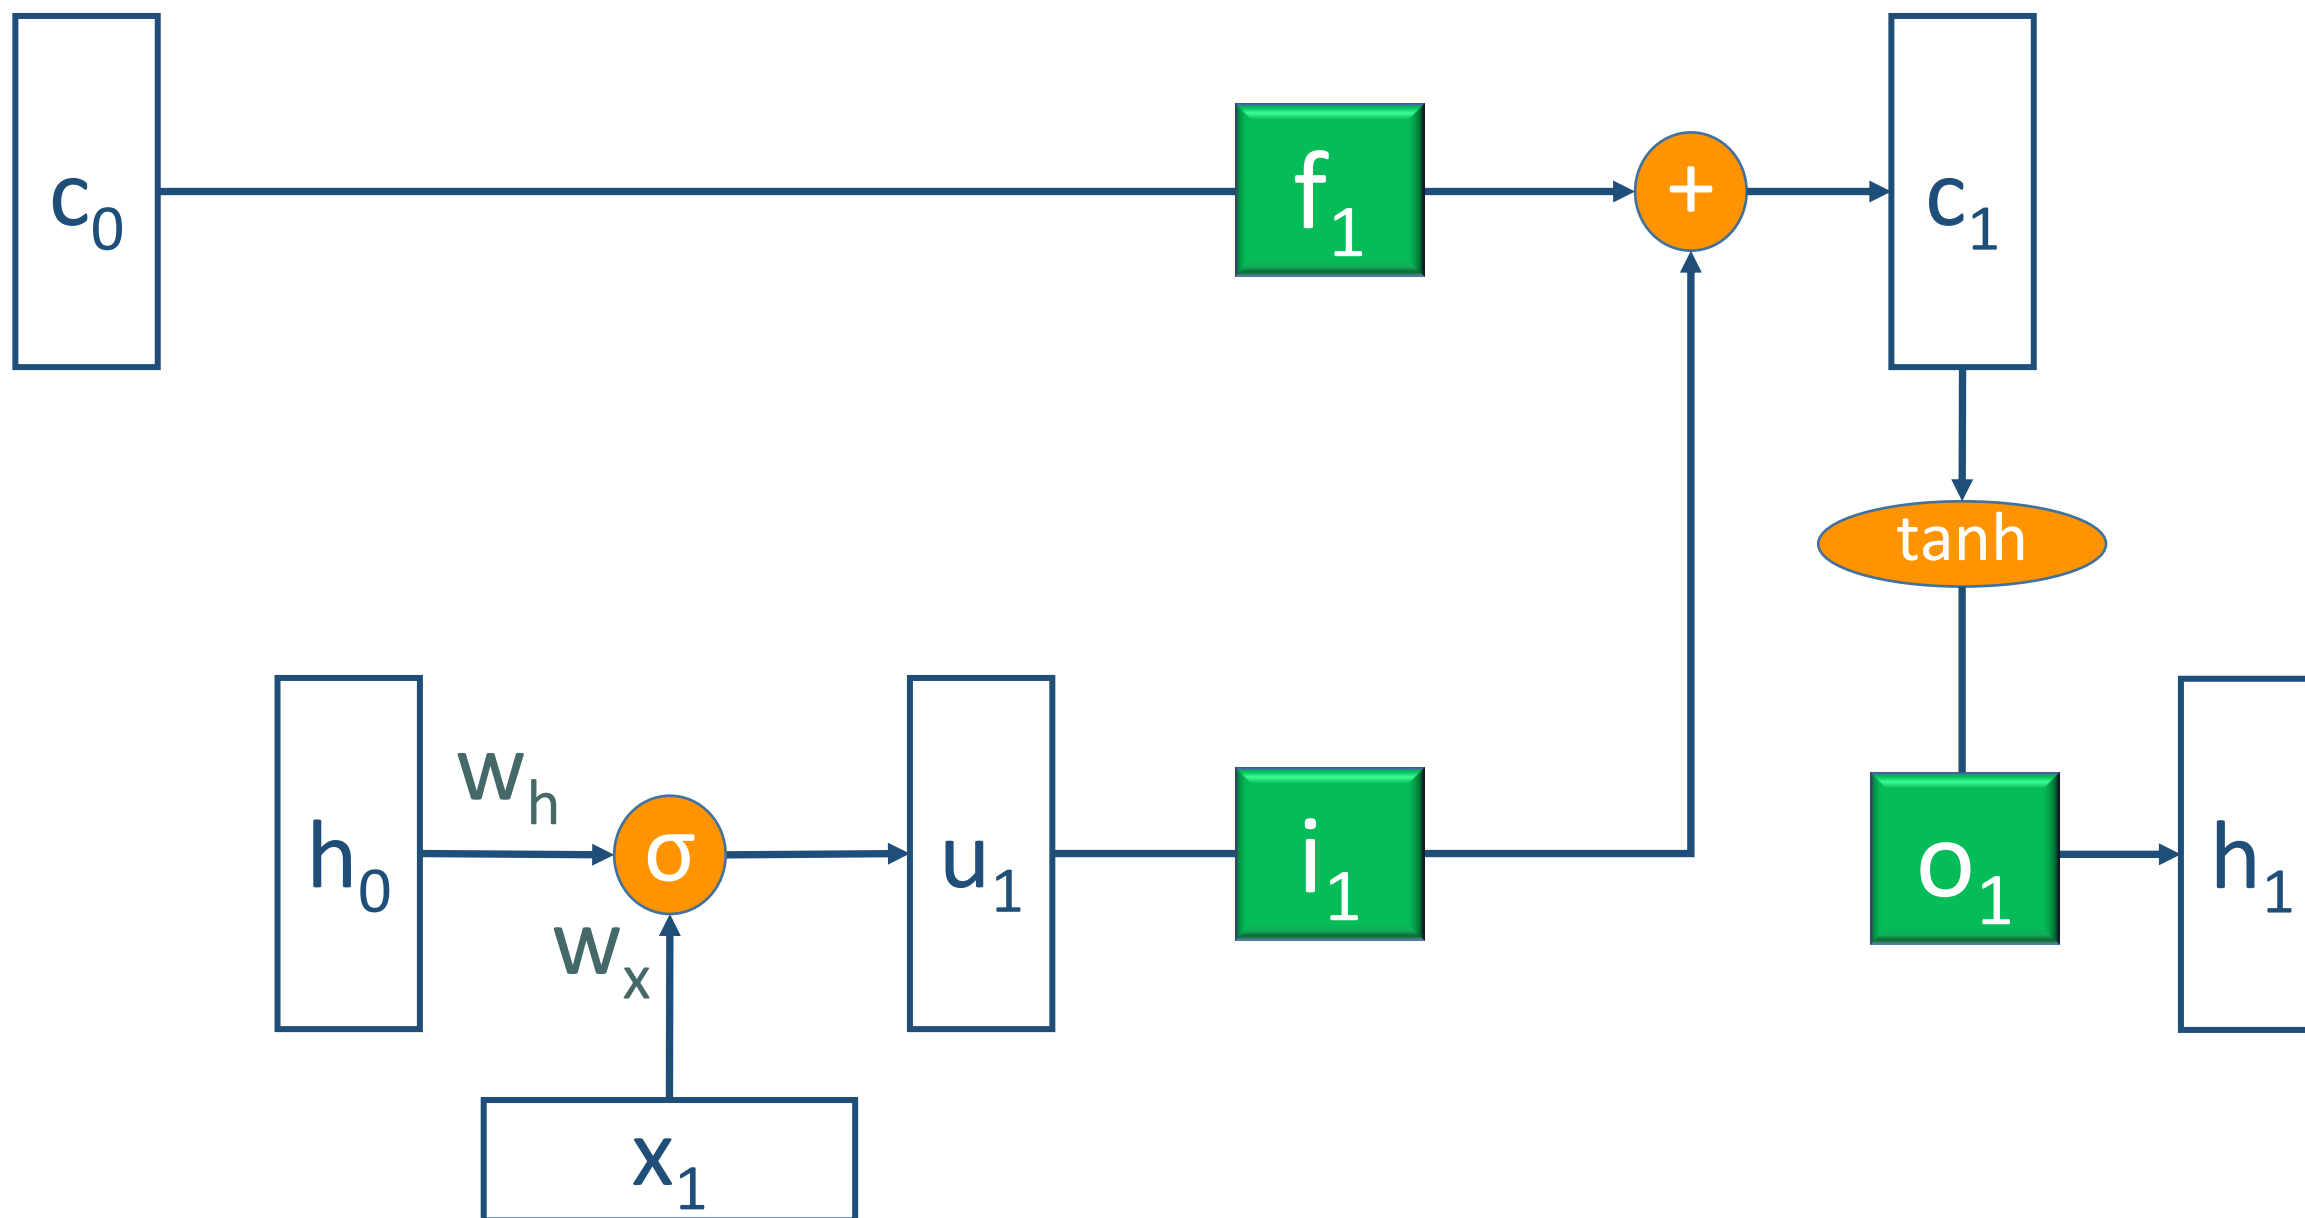 c₀
f₁
+
c₁
tanh
h₀
wₕ
σ
wₓ
u₁
i₁
o₁
h₁
x₁